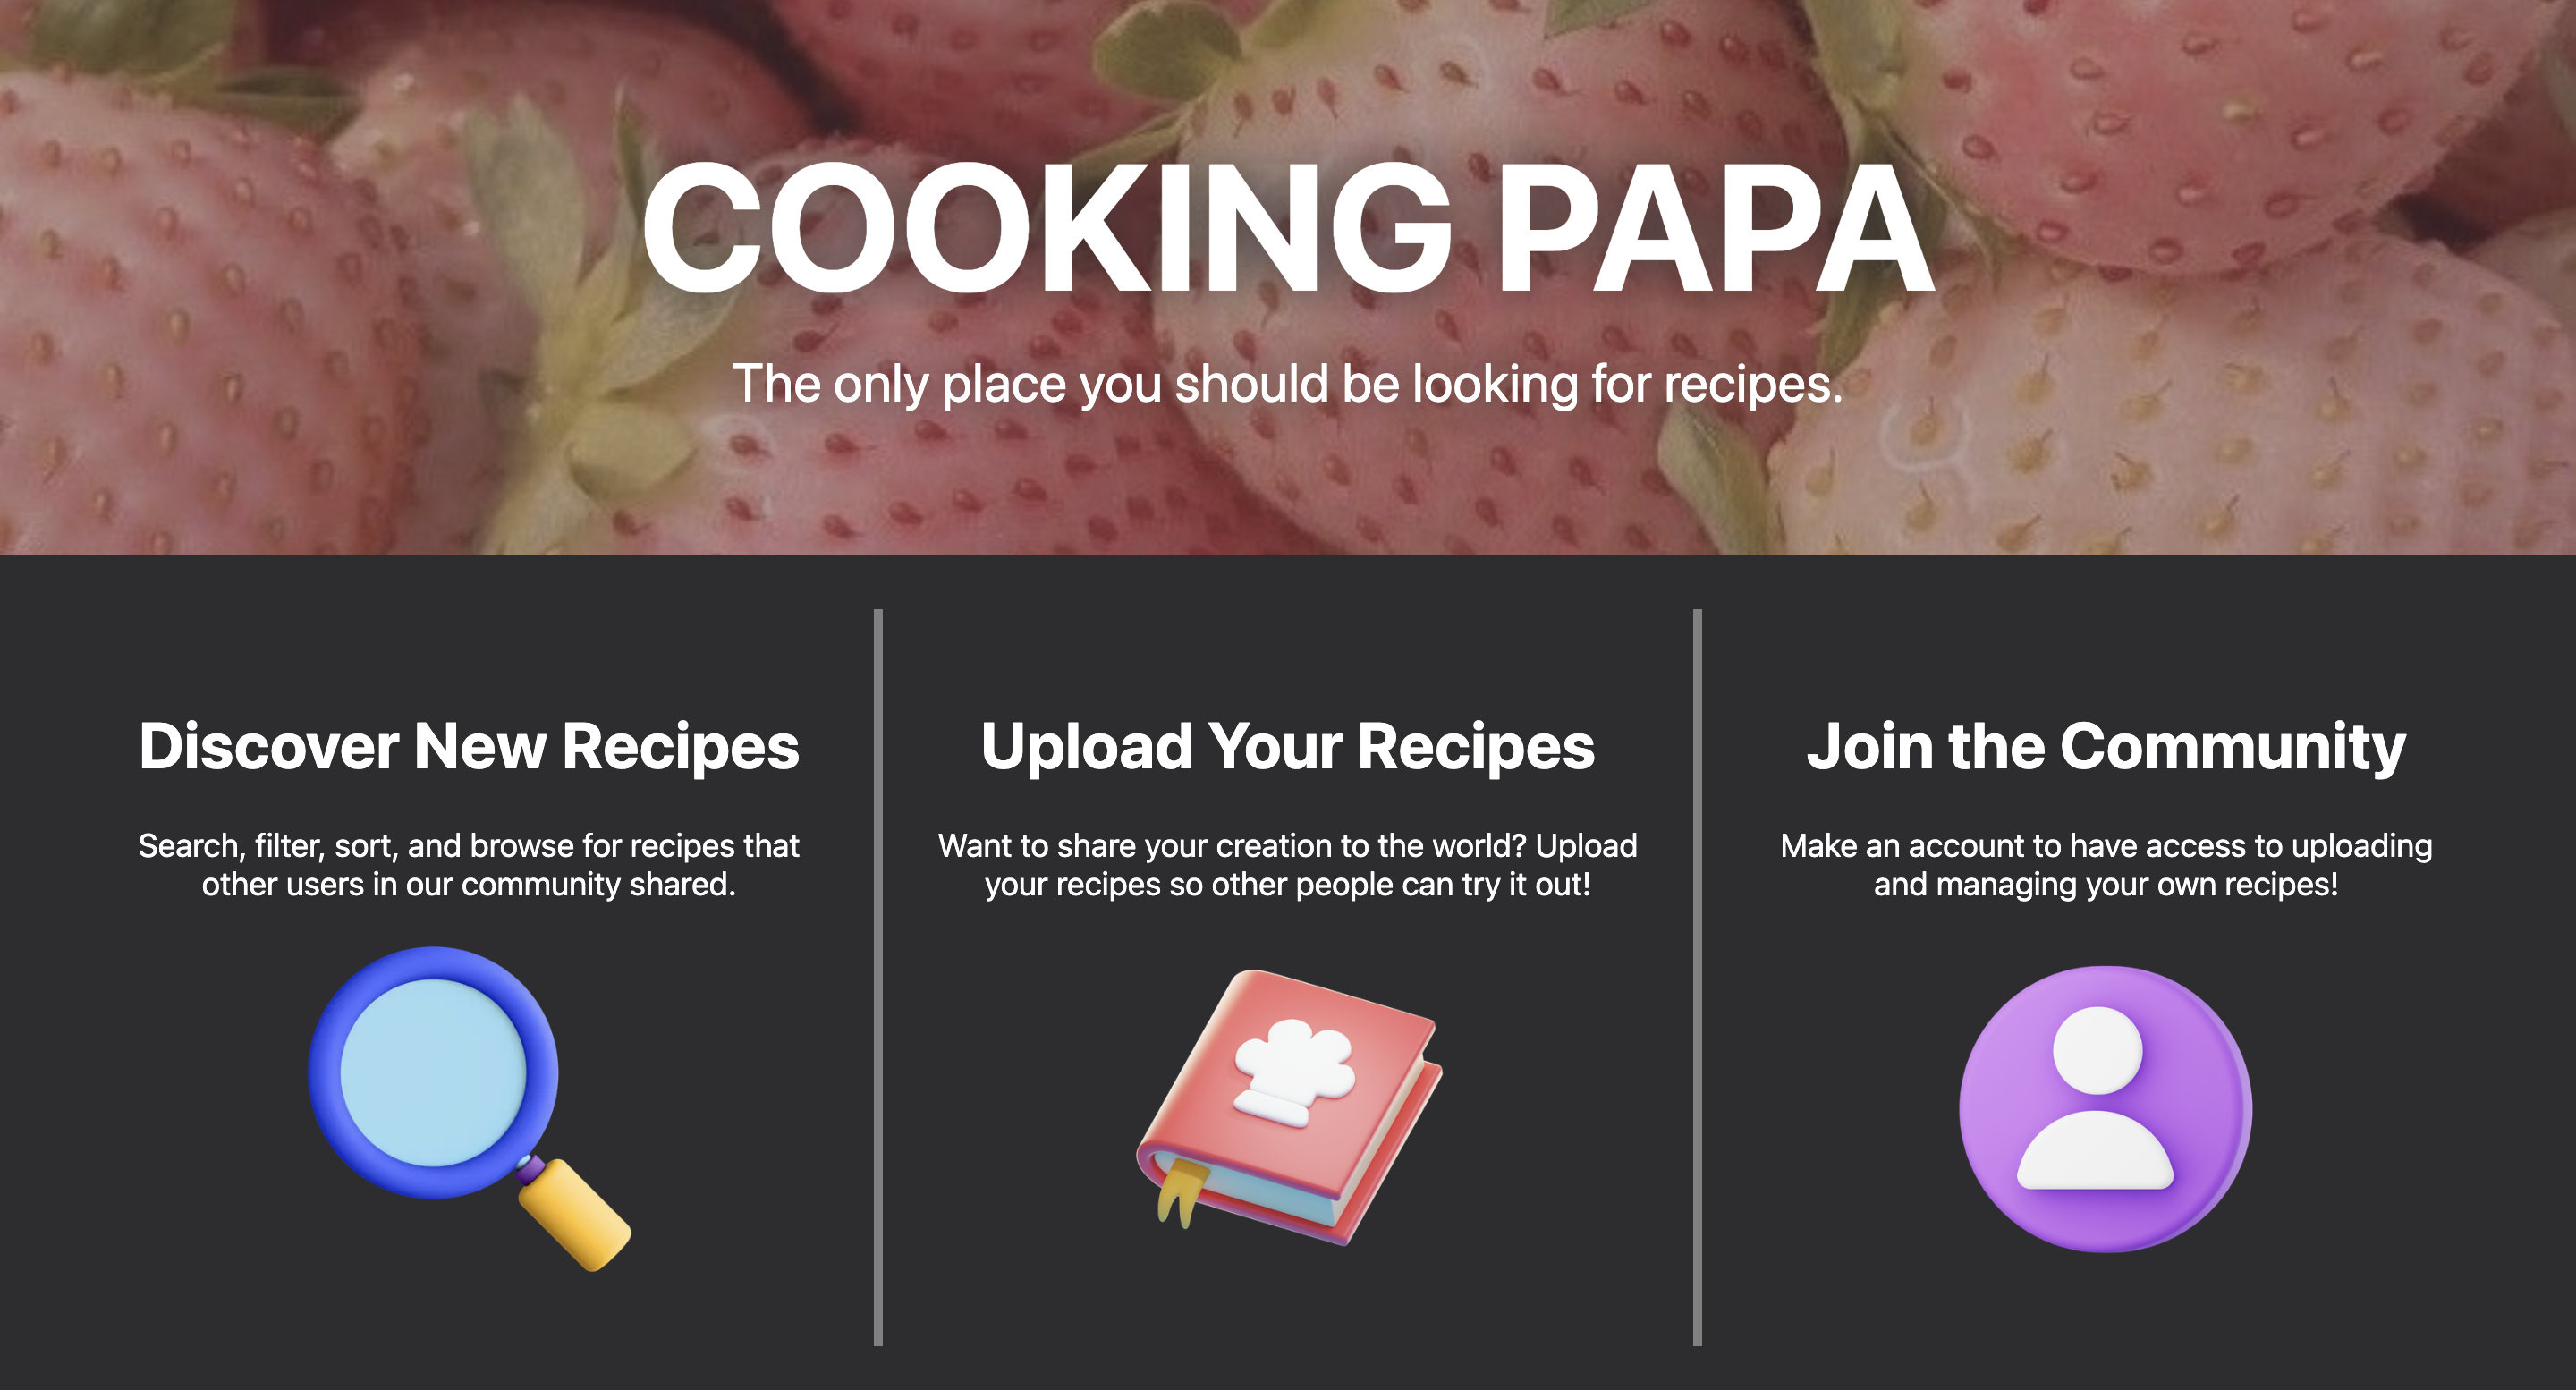 COOKING PAPA
The only place you should be looking for recipes.
Discover New Recipes
Search, filter, sort, and browse for recipes that
other users in our community shared.
Upload Your Recipes
Want to share your creation to the world? Upload
your recipes so other people can try it out!
Join the Community
Make an account to have access to uploading
and managing your own recipes!